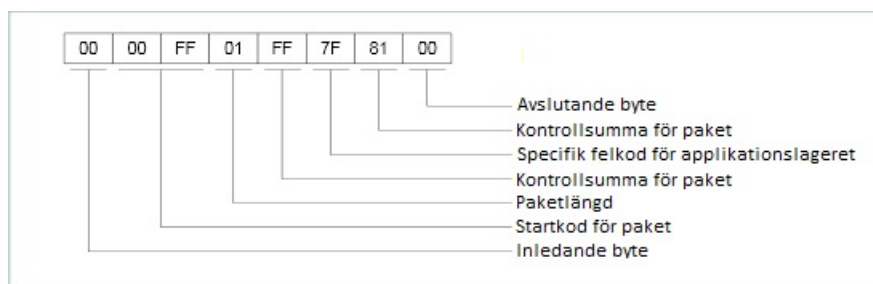 00 00 FF 01 FF 7F 81 00
Avslutande byte
Kontrollsumma för paket
Specifik felkod för applikationslageret
Kontrollsumma för paket
Paketlängd
Startkod för paket
Inledande byte